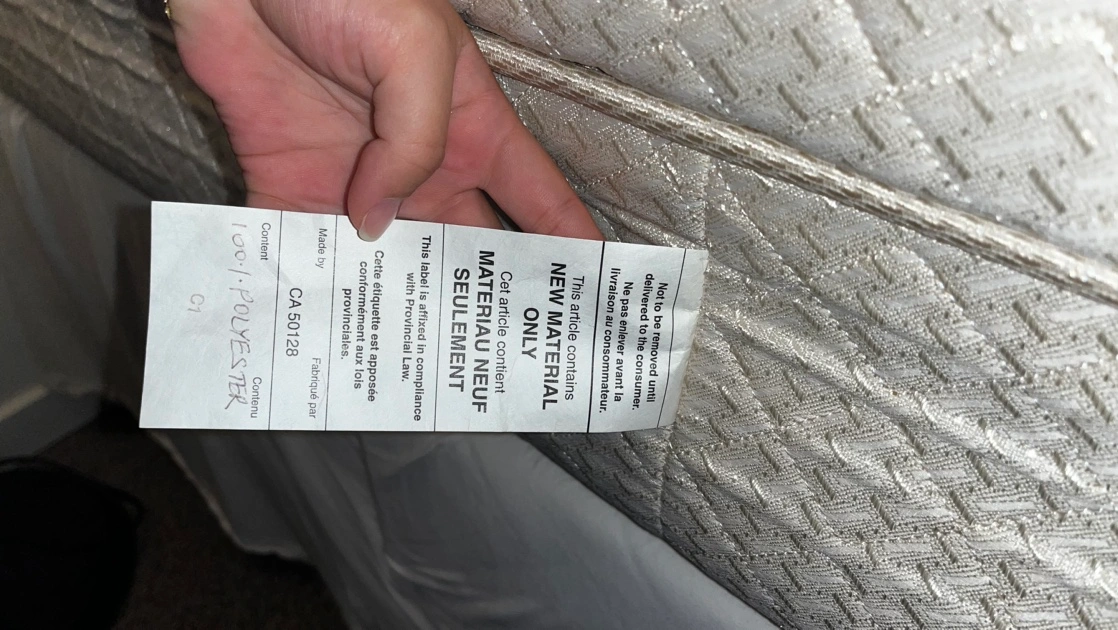 Not to be removed until
delivered to the consumer.
Ne pas enlever avant la
livraison au consommateur.
This article contains
NEW MATERIAL
ONLY
Cet article contient
MATERIAU NEUF
SEULEMENT
This label is affixed in compliance
with Provincial Law.
Cette étiquette est apposée
conformément aux lois
provinciales.
Made by Fabriqué par
CA 50128
Content Contenu
100% POLYESTER
C1